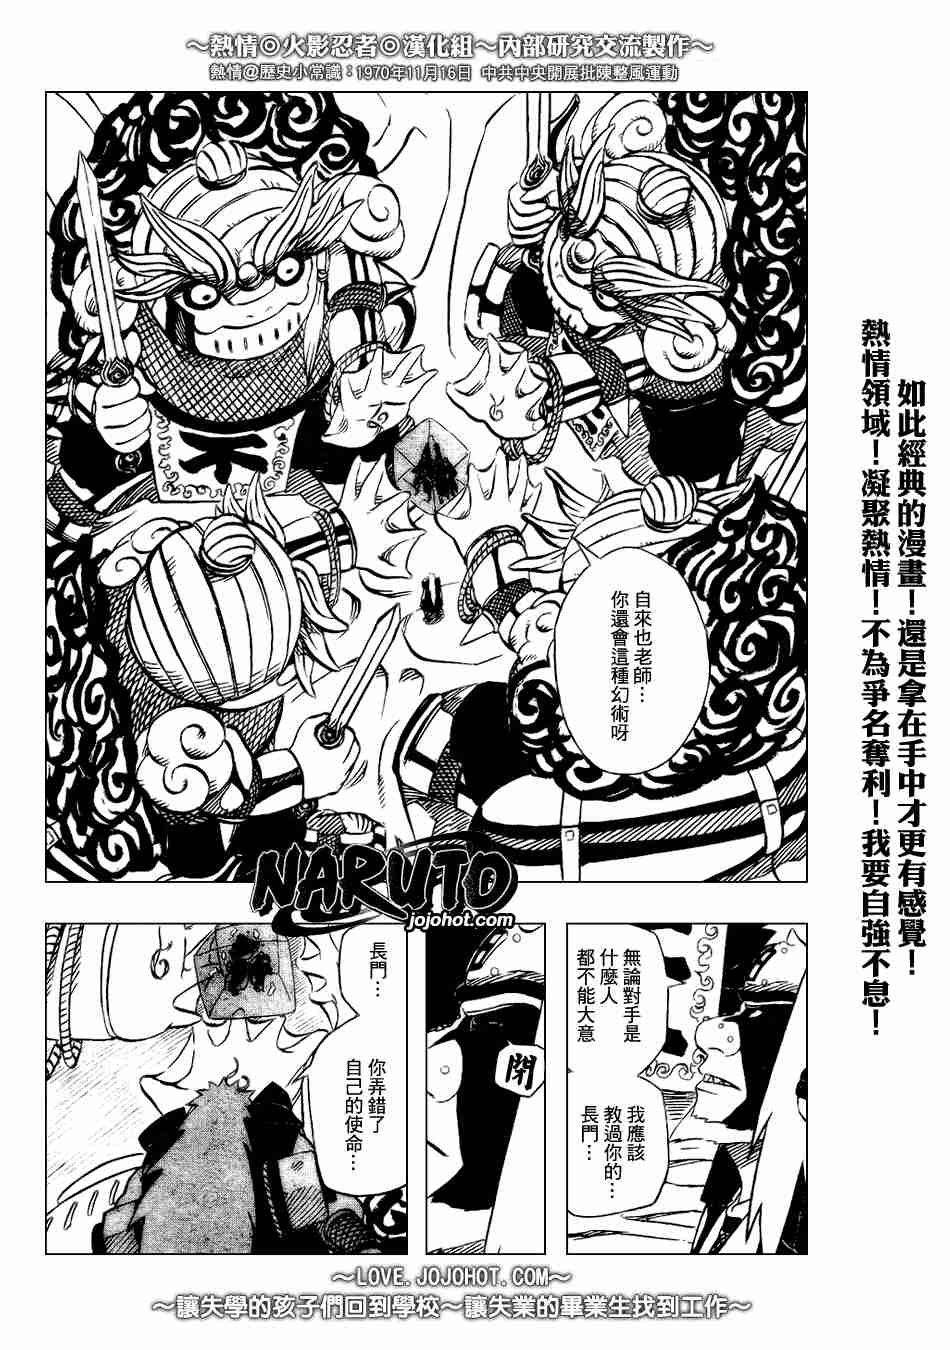 ～熱情◎火影忍者◎漢化組～內部研究交流製作～
熱情@歷史小常識：1970年11月16日 中共中央開展批陳整風運動
不
自來也老師…
你還會這種幻術呀
如此經典的漫畫！還是拿在手中才更有感覺！
熱情領域！凝聚熱情！不為爭名奪利！我要自強不息！
NARUTO
jojohot.com
無論對手是
什麼人
都不能大意
我應該
教過你的…
長門…
閉
長門…
你弄錯了
自己的使命…
～LOVE.JOJOHOT.COM～
～讓失學的孩子們回到學校～讓失業的畢業生找到工作～